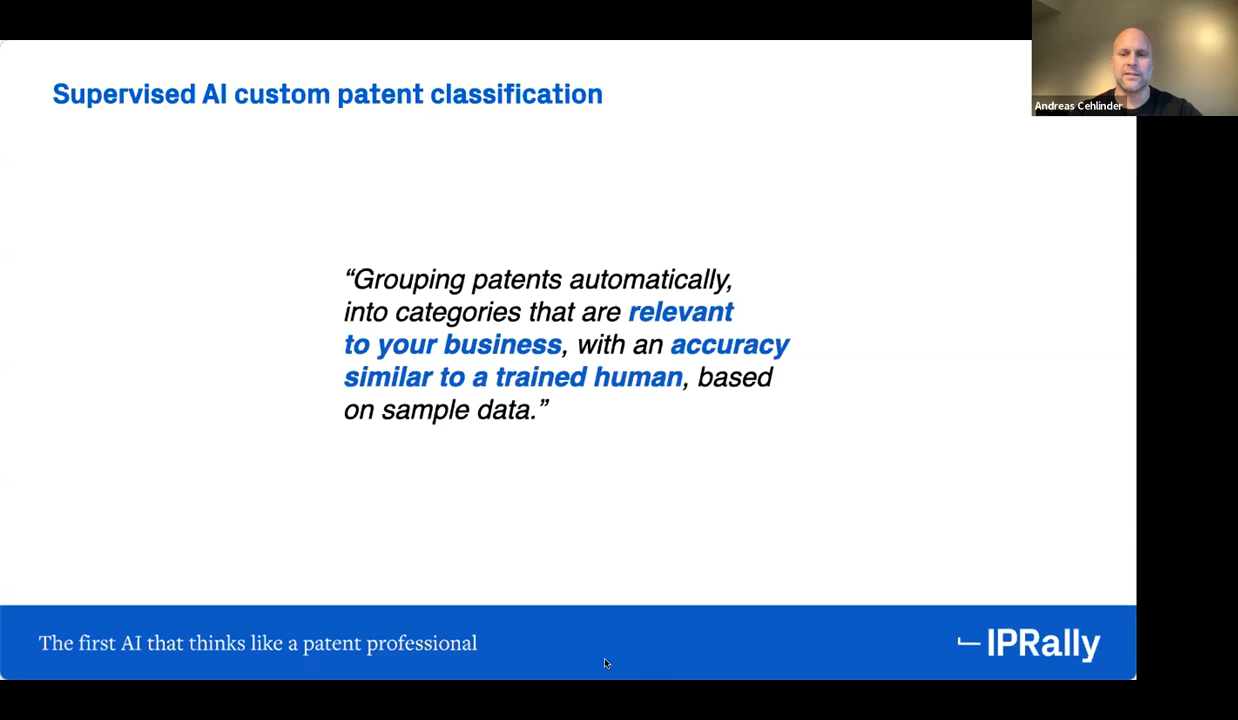 Supervised AI custom patent classification
Andreas Cehlinder
“Grouping patents automatically,
into categories that are relevant
to your business, with an accuracy
similar to a trained human, based
on sample data.”
The first AI that thinks like a patent professional
IPRally